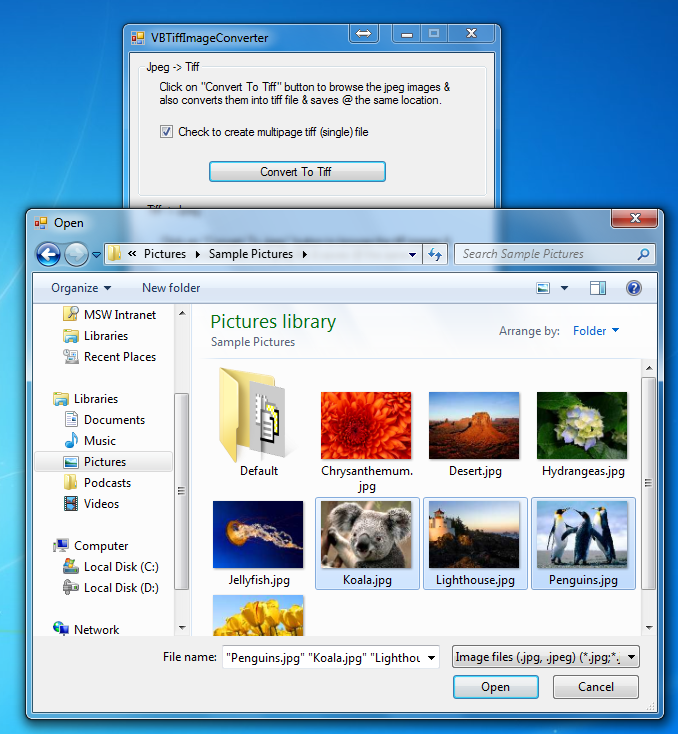 VBTiffImageConverter
Jpeg -> Tiff
Click on "Convert To Tiff" button to browse the jpeg images &
also converts them into tiff file & saves @ the same location.
Check to create multipage tiff (single) file
Convert To Tiff
Open
« Pictures Sample Pictures
Search Sample Pictures
Organize
New folder
MSW Intranet
Libraries
Recent Places
Libraries
Documents
Music
Pictures
Podcasts
Videos
Computer
Local Disk (C:)
Local Disk (D:)
Network
Pictures library
Sample Pictures
Arrange by: Folder
Default
Chrysanthemum.
jpg
Desert.jpg
Hydrangeas.jpg
Jellyfish.jpg
Koala.jpg
Lighthouse.jpg
Penguins.jpg
File name: "Penguins.jpg" "Koala.jpg" "Lighthou
Image files (.jpg, .jpeg) (*.jpg;*.
Open
Cancel